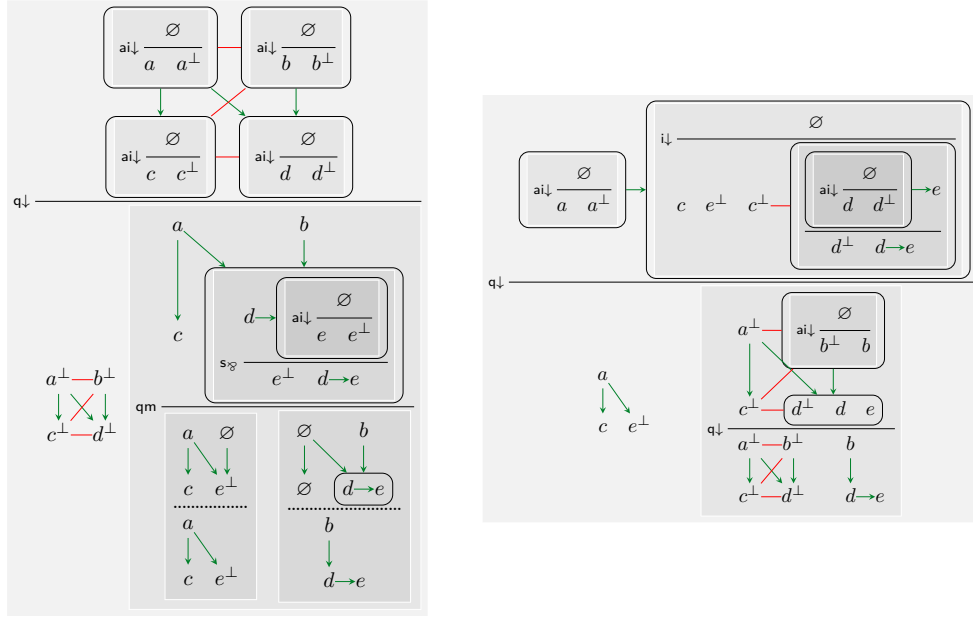 ∅ ∅
ai↓ ai↓
a a⊥ b b⊥
∅ ∅
ai↓ ai↓
c c⊥ d d⊥
q↓
a b
∅
d ai↓
c e e⊥
s⅋
e⊥ d e
a⊥ b⊥
qm
c⊥ d⊥
a ∅ ∅ b
c e⊥ ∅ d e
a b
c e⊥ d e
∅
i↓
∅ ∅
ai↓ ai↓ e
a a⊥ c e⊥ c⊥ d d⊥
d⊥ d e
q↓
∅
a⊥ ai↓
b⊥ b
a
c⊥ d⊥ d e
c e⊥
q↓
a⊥ b⊥ b
c⊥ d⊥ d e